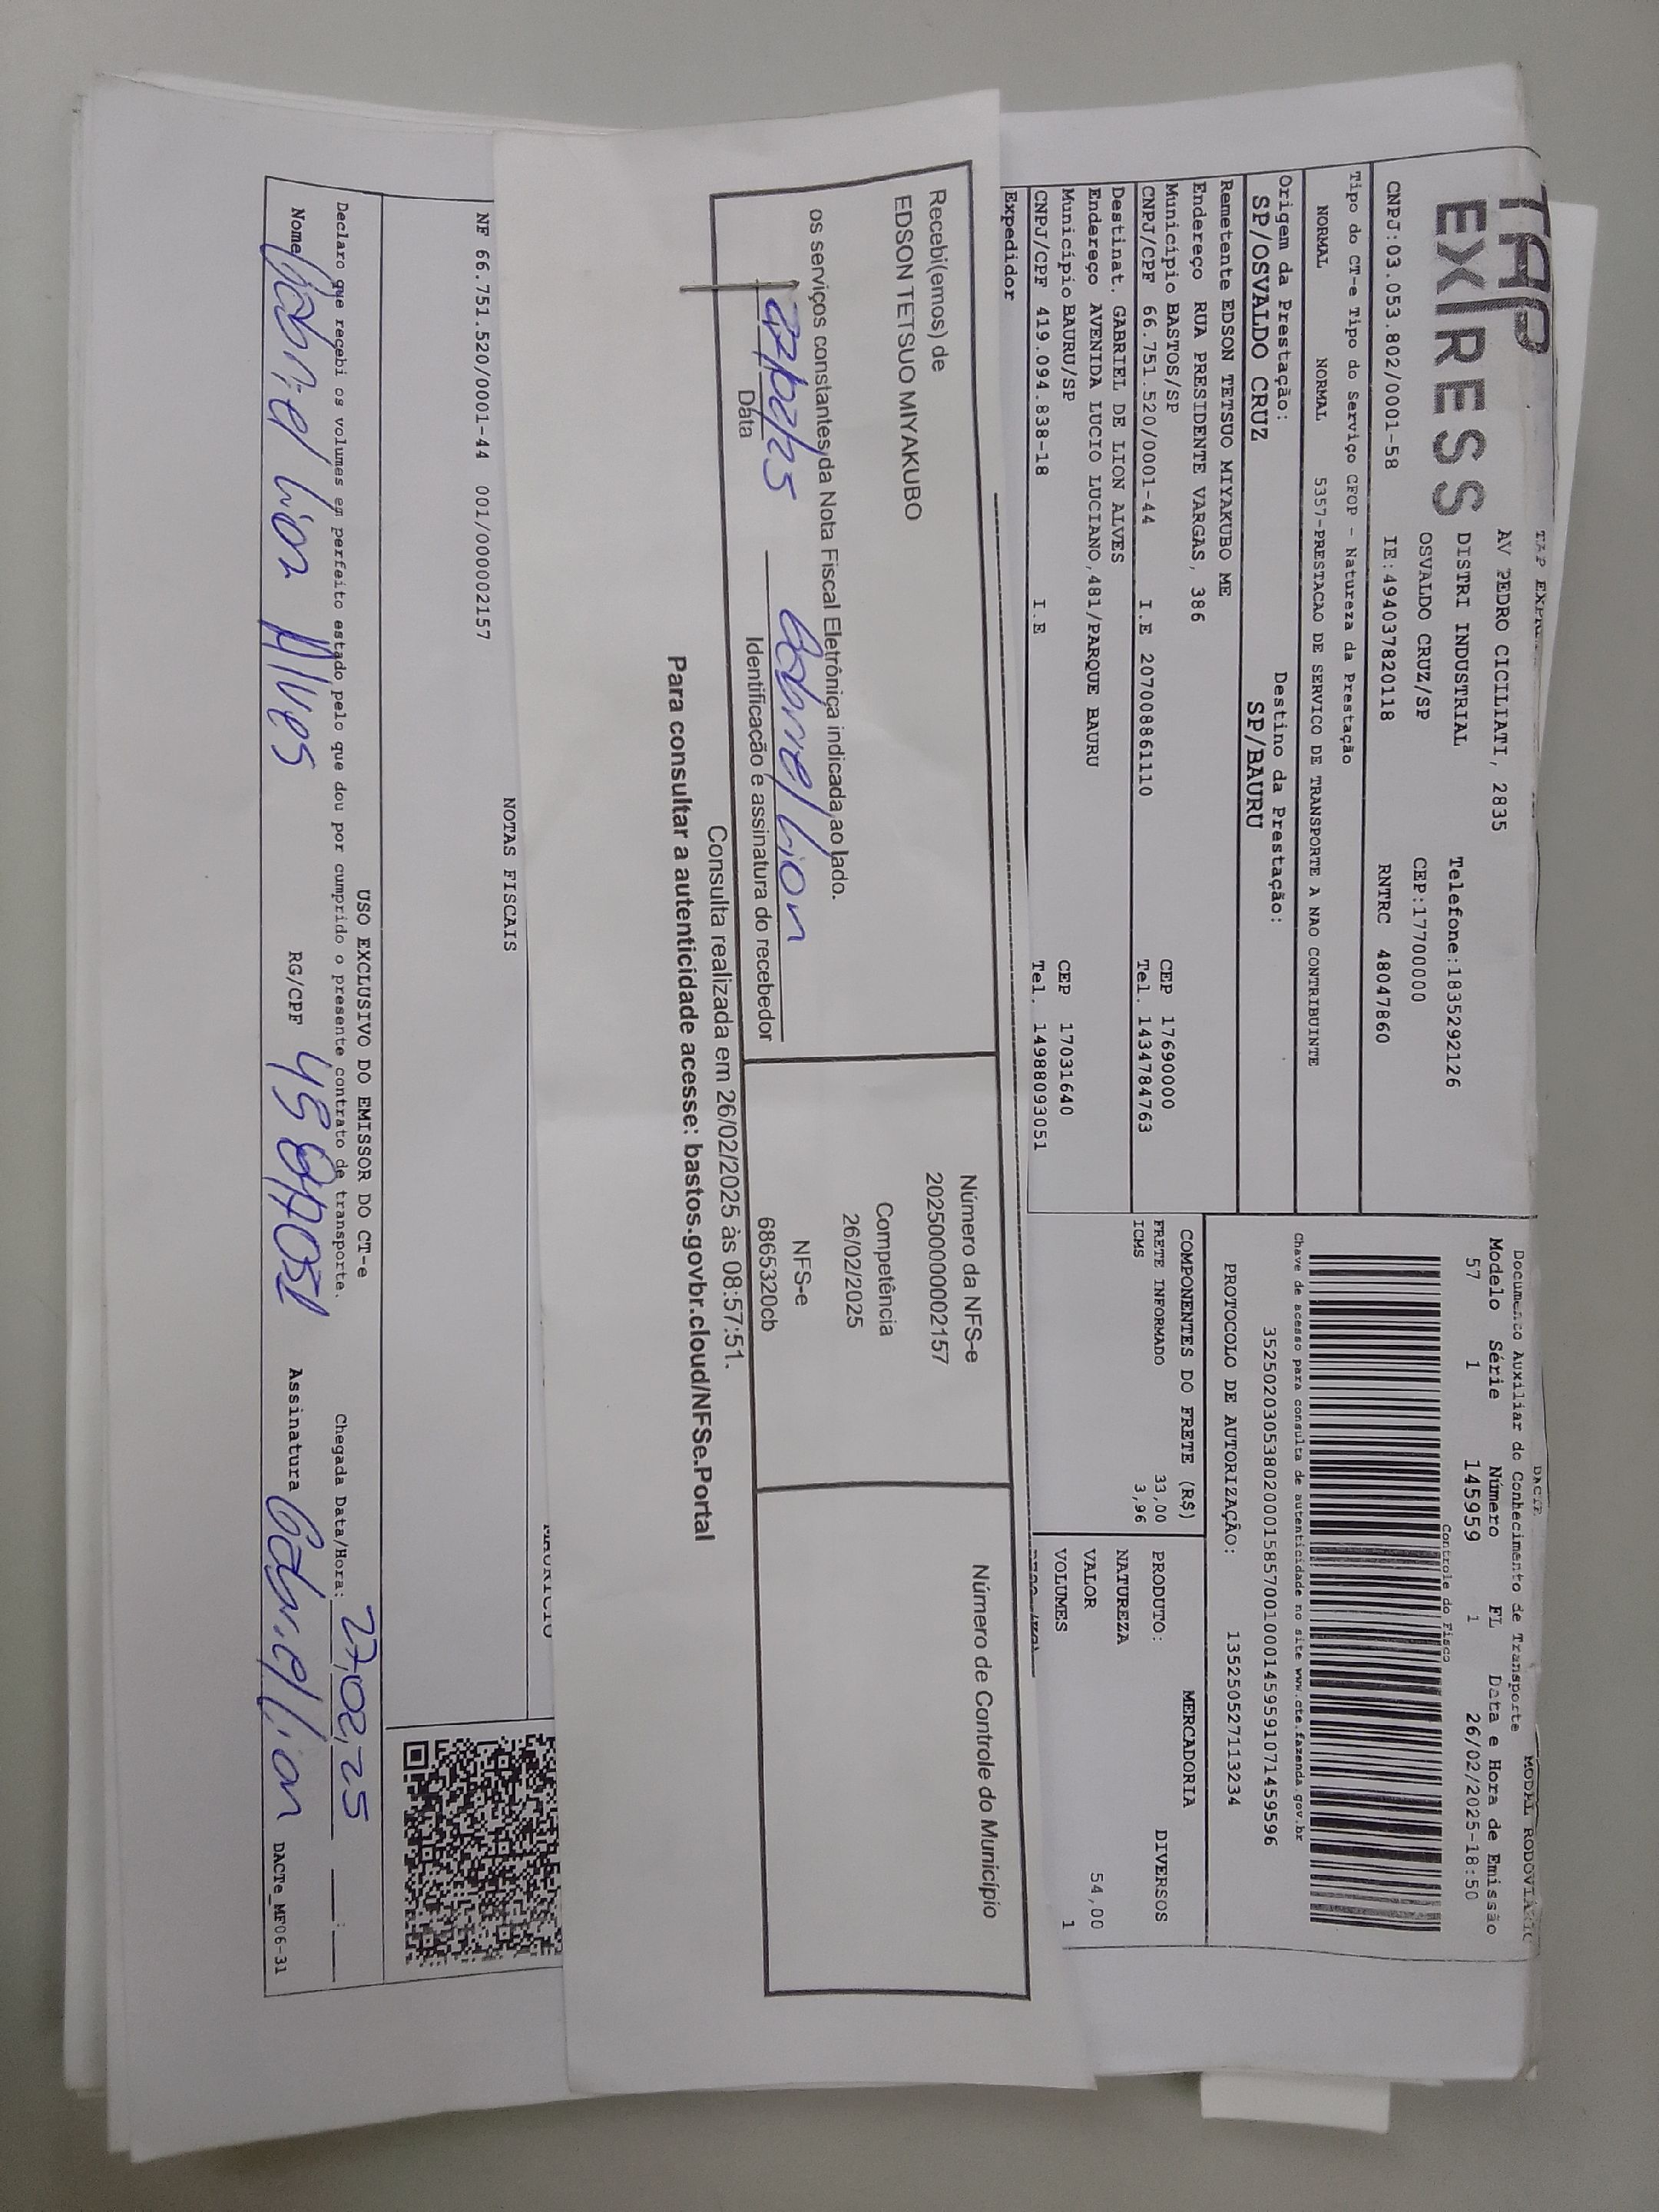 TAP
EXPRESS
AV PEDRO CICILIATI, 2835
DISTRI INDUSTRIAL Telefone:1835292126
OSVALDO CRUZ/SP CEP:17700000
CNPJ:03.053.802/0001-58 IE:494037820118 RNTRC 48047860
Tipo do CT-e Tipo do Serviço CFOP - Natureza da Prestação
NORMAL NORMAL 5357-PRESTACAO DE SERVICO DE TRANSPORTE A NAO CONTRIBUINTE
Origem da Prestação: Destino da Prestação:
SP/OSVALDO CRUZ SP/BAURU
Remetente EDSON TETSUO MIYAKUBO ME
Endereço RUA PRESIDENTE VARGAS, 386
Município BASTOS/SP CEP 17690000
CNPJ/CPF 66.751.520/0001-44 I.E 207008861110 Tel. 1434784763
Destinat. GABRIEL DE LION ALVES
Endereço AVENIDA LUCIO LUCIANO,481/PARQUE BAURU
Município BAURU/SP CEP 17031640
CNPJ/CPF 419.094.838-18 I.E Tel. 14988093051
Expedidor
DACTE MODAL RODOVIARIO
Documento Auxiliar do Conhecimento de Transporte
Modelo Série Número FL Data e Hora de Emissão
57 1 145959 1 26/02/2025-18:50
Controle do Fisco
Chave de acesso para consulta de autenticidade no site www.cte.fazenda.gov.br
35250203053802000158570010001459591071459596
PROTOCOLO DE AUTORIZAÇÃO: 135250527113234
COMPONENTES DO FRETE (R$)
FRETE INFORMADO 33,00
ICMS 3,96
MERCADORIA
PRODUTO: DIVERSOS
NATUREZA
VALOR 54,00
VOLUMES 1
Recebi(emos) de
EDSON TETSUO MIYAKUBO
os serviços constantes da Nota Fiscal Eletrônica indicada ao lado.
27/02/25 Gabriel Lion
Data Identificação e assinatura do recebedor
Número da NFS-e
202500000002157
Competência
26/02/2025
NFS-e
6865320cb
Número de Controle do Município
Consulta realizada em 26/02/2025 às 08:57:51.
Para consultar a autenticidade acesse: bastos.govbr.cloud/NFSe.Portal
NOTAS FISCAIS
NF 66.751.520/0001-44 001/000002157
USO EXCLUSIVO DO EMISSOR DO CT-e
Declaro que recebi os volumes em perfeito estado pelo que dou por cumprido o presente contrato de transporte. Chegada Data/Hora: 27,02,25 :
Nome Gabriel Lion Alves RG/CPF Assinatura Gabriel Lion DACTe_MF06-31